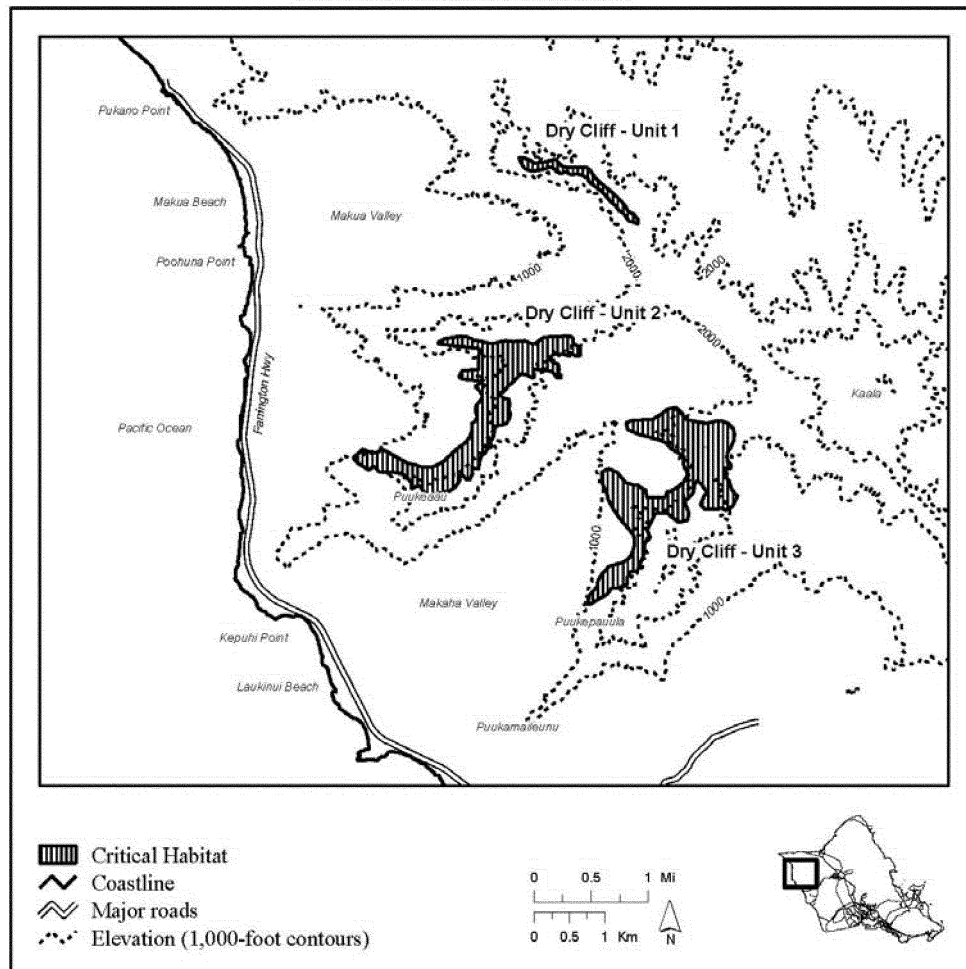 Dry Cliff - Unit 1
Pukano Point
Makua Beach
Makua Valley
Poohuna Point
1000
2000
2000
Dry Cliff - Unit 2
2000
Farrington Hwy
Kaala
Pacific Ocean
Puukeaau
1000
Dry Cliff - Unit 3
Makaha Valley
1000
Puukepauula
Kepuhi Point
Laukinui Beach
Puukamaileunu
Critical Habitat
Coastline
Major roads
Elevation (1,000-foot contours)
0 0.5 1 Mi
0 0.5 1 Km
N